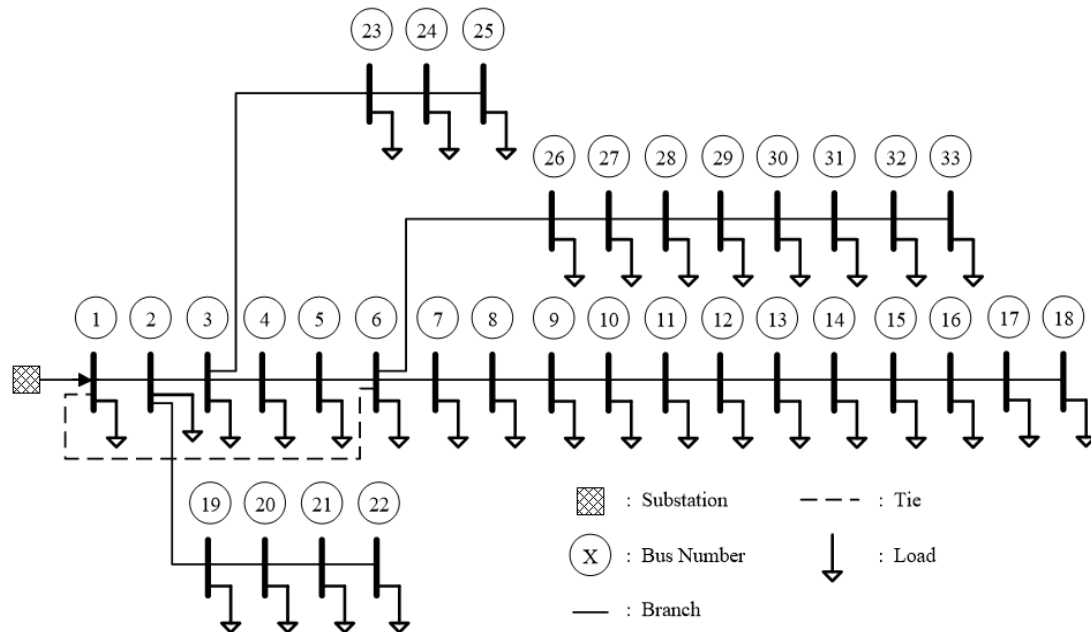 23 24 25
26 27 28 29 30 31 32 33
1 2 3 4 5 6 7 8 9 10 11 12 13 14 15 16 17 18
19 20 21 22
: Substation
: Tie
X : Bus Number
: Load
: Branch